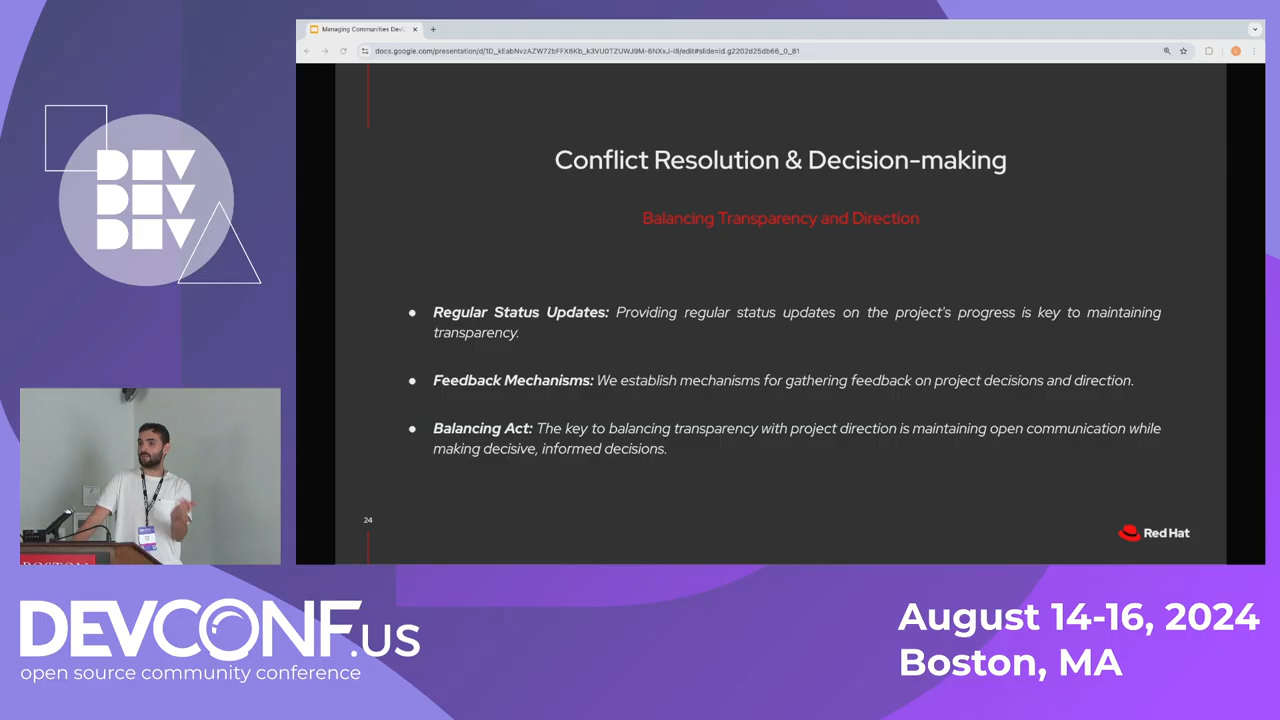 Managing Communities DevC
docs.google.com/presentation/d/1D_kEabNvzAZW72bFFX6Kb_k3VU0TZUWJ9M-6NXxJ-I8/edit#slide=id.g2202d25db66_0_81
DEV
DEV
DEV
Conflict Resolution & Decision-making
Balancing Transparency and Direction
● Regular Status Updates: Providing regular status updates on the project's progress is key to maintaining
transparency.
● Feedback Mechanisms: We establish mechanisms for gathering feedback on project decisions and direction.
● Balancing Act: The key to balancing transparency with project direction is maintaining open communication while
making decisive, informed decisions.
24
Red Hat
BOSTON
DEVCONF.US
open source community conference
August 14-16, 2024
Boston, MA